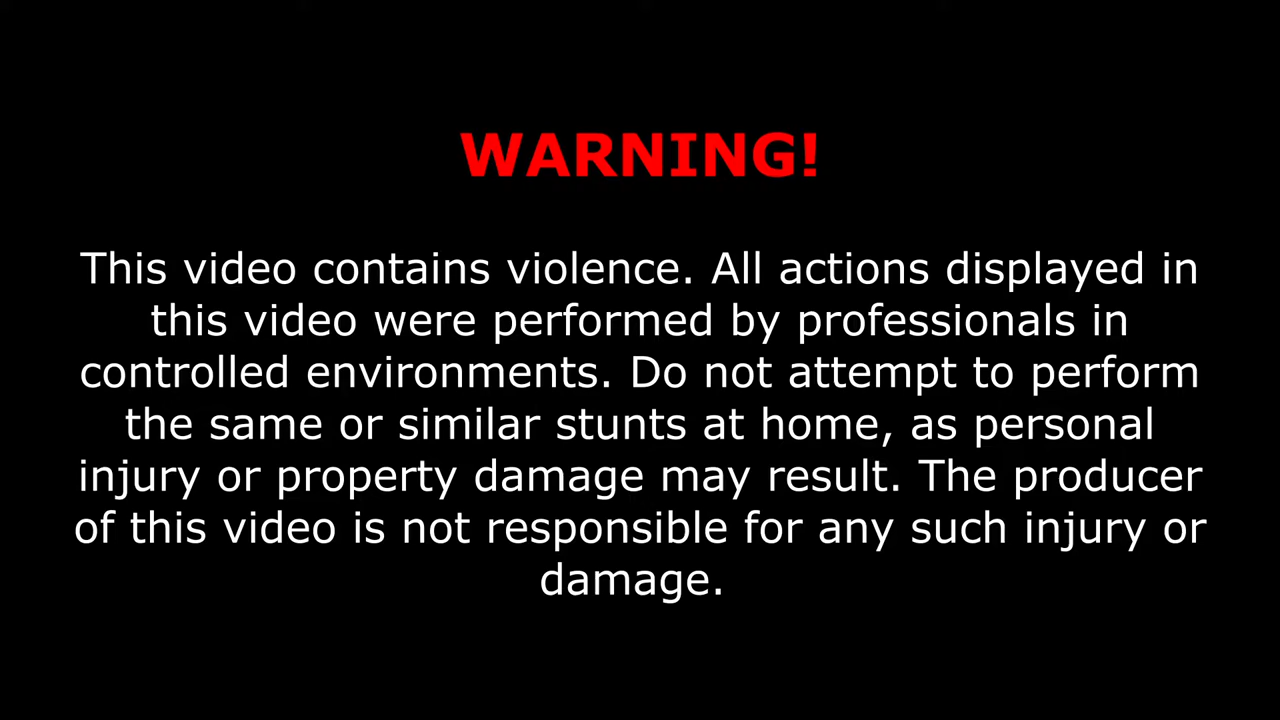 WARNING!
This video contains violence. All actions displayed in
this video were performed by professionals in
controlled environments. Do not attempt to perform
the same or similar stunts at home, as personal
injury or property damage may result. The producer
of this video is not responsible for any such injury or
damage.